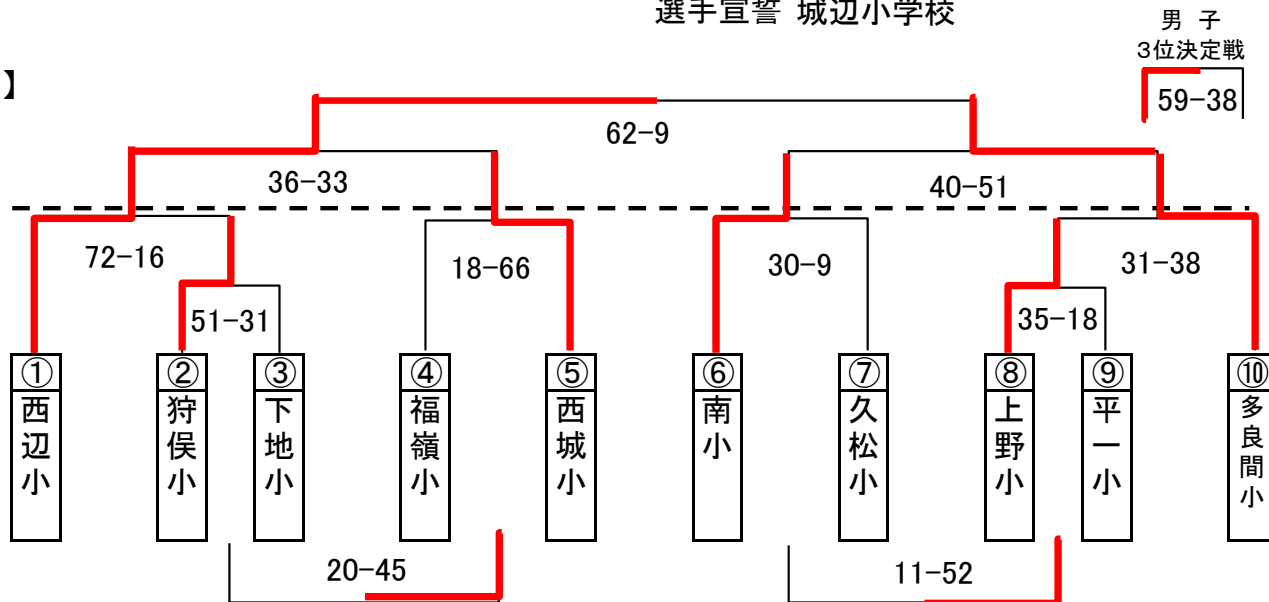 選手宣誓 城辺小学校
男 子
3位決定戦
】
59-38
62-9
36-33
40-51
72-16
18-66
30-9
31-38
51-31
35-18
①
②
③
④
⑤
⑥
⑦
⑧
⑨
⑩
西辺小
狩俣小
下地小
福嶺小
西城小
南小
久松小
上野小
平一小
多良間小
20-45
11-52